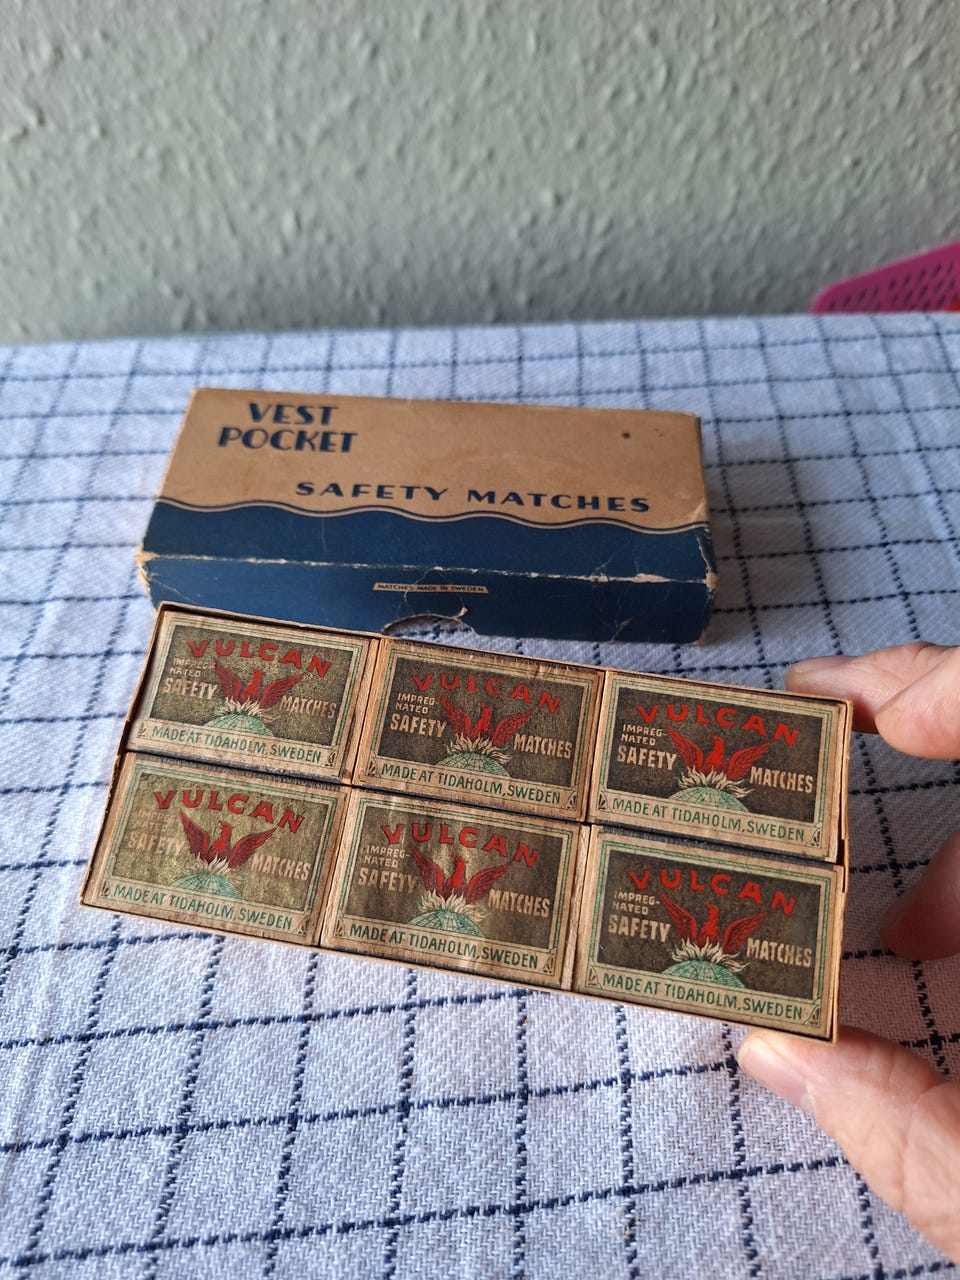 VEST
POCKET
SAFETY MATCHES
MATCHES MADE IN SWEDEN
VULCAN
IMPREG-
NATED
SAFETY MATCHES
MADE AT TIDAHOLM, SWEDEN
VULCAN
IMPREG-
NATED
SAFETY MATCHES
MADE AT TIDAHOLM, SWEDEN
VULCAN
IMPREG-
NATED
SAFETY MATCHES
MADE AT TIDAHOLM, SWEDEN
VULCAN
IMPREG-
NATED
SAFETY MATCHES
MADE AT TIDAHOLM, SWEDEN
VULCAN
IMPREG-
NATED
SAFETY MATCHES
MADE AT TIDAHOLM, SWEDEN
VULCAN
IMPREG-
NATED
SAFETY MATCHES
MADE AT TIDAHOLM, SWEDEN